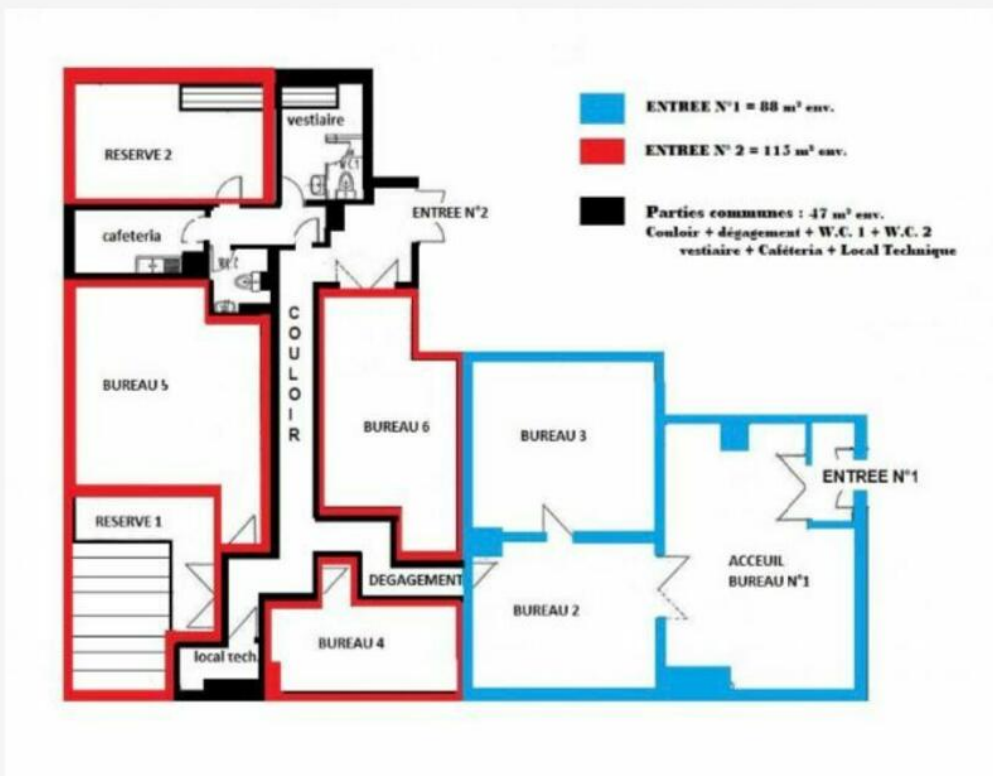 vestiaire
RESERVE 2
W.C 1
ENTREE N°2
cafeteria
COULOIR
BUREAU 5
BUREAU 6
BUREAU 3
RESERVE 1
DEGAGEMENT
BUREAU 2
BUREAU 4
local tech.
ENTREE N°1
ACCEUIL
BUREAU N°1
ENTREE N°1 = 88 m² env.
ENTREE N° 2 = 115 m² env.
Parties communes : 47 m² env.
Couloir + dégagement + W.C. 1 + W.C. 2
vestiaire + Caféteria + Local Technique